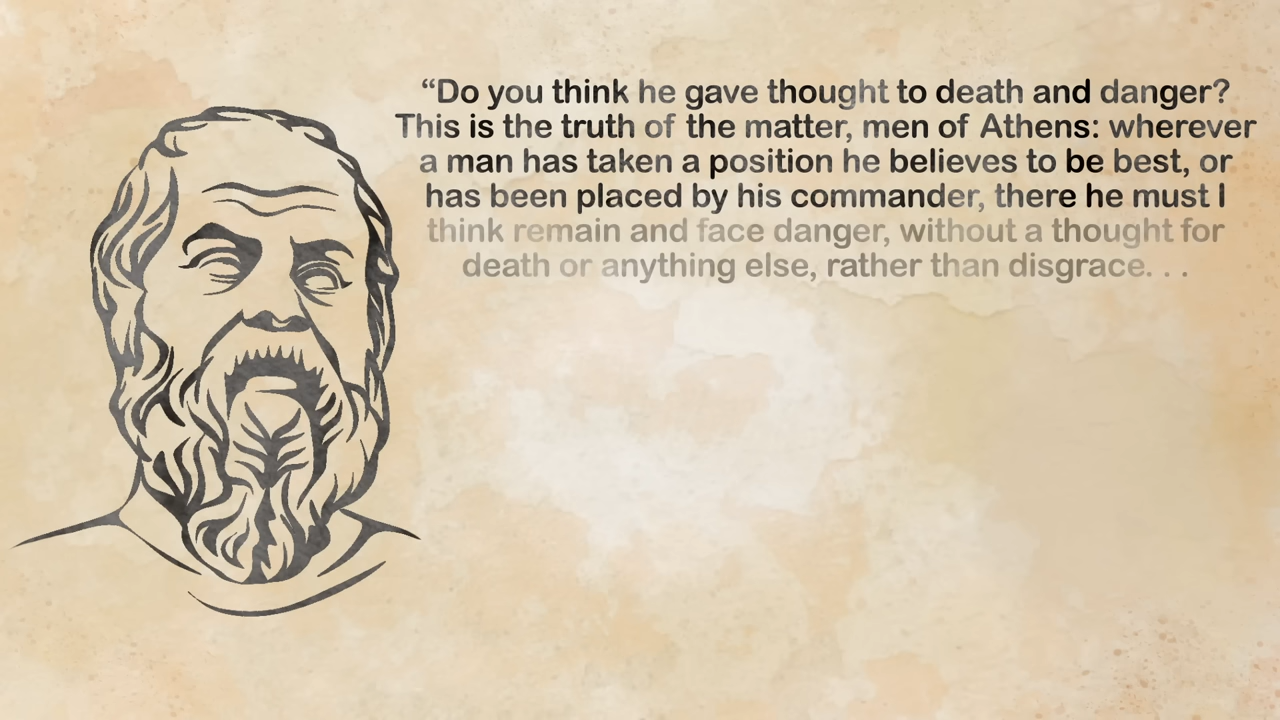 “Do you think he gave thought to death and danger?
This is the truth of the matter, men of Athens: wherever
a man has taken a position he believes to be best, or
has been placed by his commander, there he must I
think remain and face danger, without a thought for
death or anything else, rather than disgrace. . .